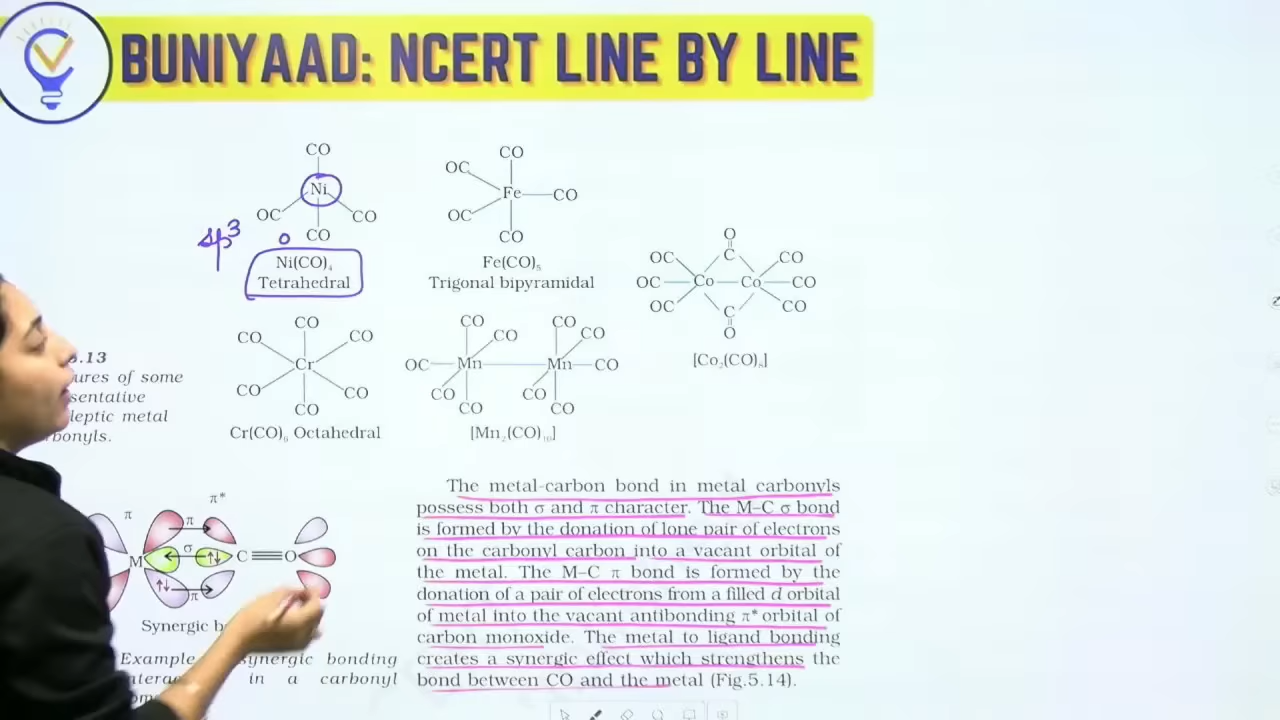 BUNIYAAD: NCERT LINE BY LINE
CO
Ni
OC CO
CO
sp³ 0
Ni(CO)₄
Tetrahedral
CO
OC
Fe CO
OC
CO
Fe(CO)₅
Trigonal bipyramidal
O
C
OC CO
OC Co Co CO
OC CO
C
O
[Co₂(CO)₈]
CO
CO CO
Cr
CO CO
CO
Cr(CO)₆ Octahedral
CO CO
CO CO
OC Mn Mn CO
CO CO
CO CO
[Mn₂(CO)₁₀]
.13
ures of some
sentative
leptic metal
bonyls.
The metal-carbon bond in metal carbonyls
possess both σ and π character. The M–C σ bond
is formed by the donation of lone pair of electrons
on the carbonyl carbon into a vacant orbital of
the metal. The M–C π bond is formed by the
donation of a pair of electrons from a filled d orbital
of metal into the vacant antibonding π* orbital of
carbon monoxide. The metal to ligand bonding
creates a synergic effect which strengthens the
bond between CO and the metal (Fig.5.14).
π*
π π
σ
M C O
π
Synergic b
Example synergic bonding
in a carbonyl